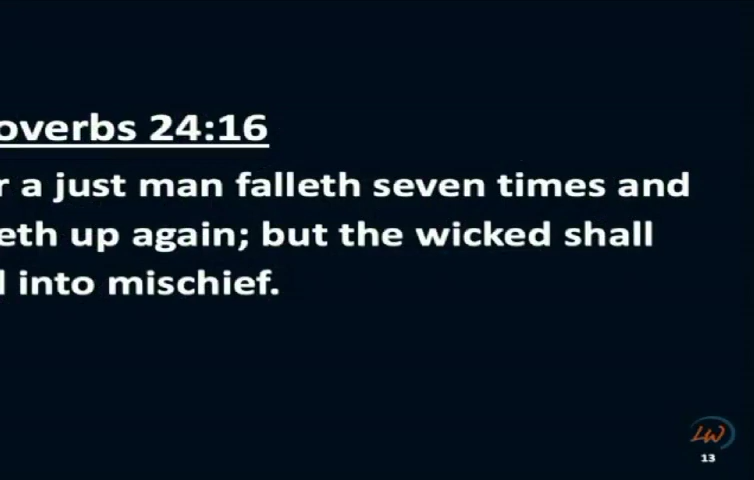 overbs 24:16
r a just man falleth seven times and
eth up again; but the wicked shall
l into mischief.
LW
13